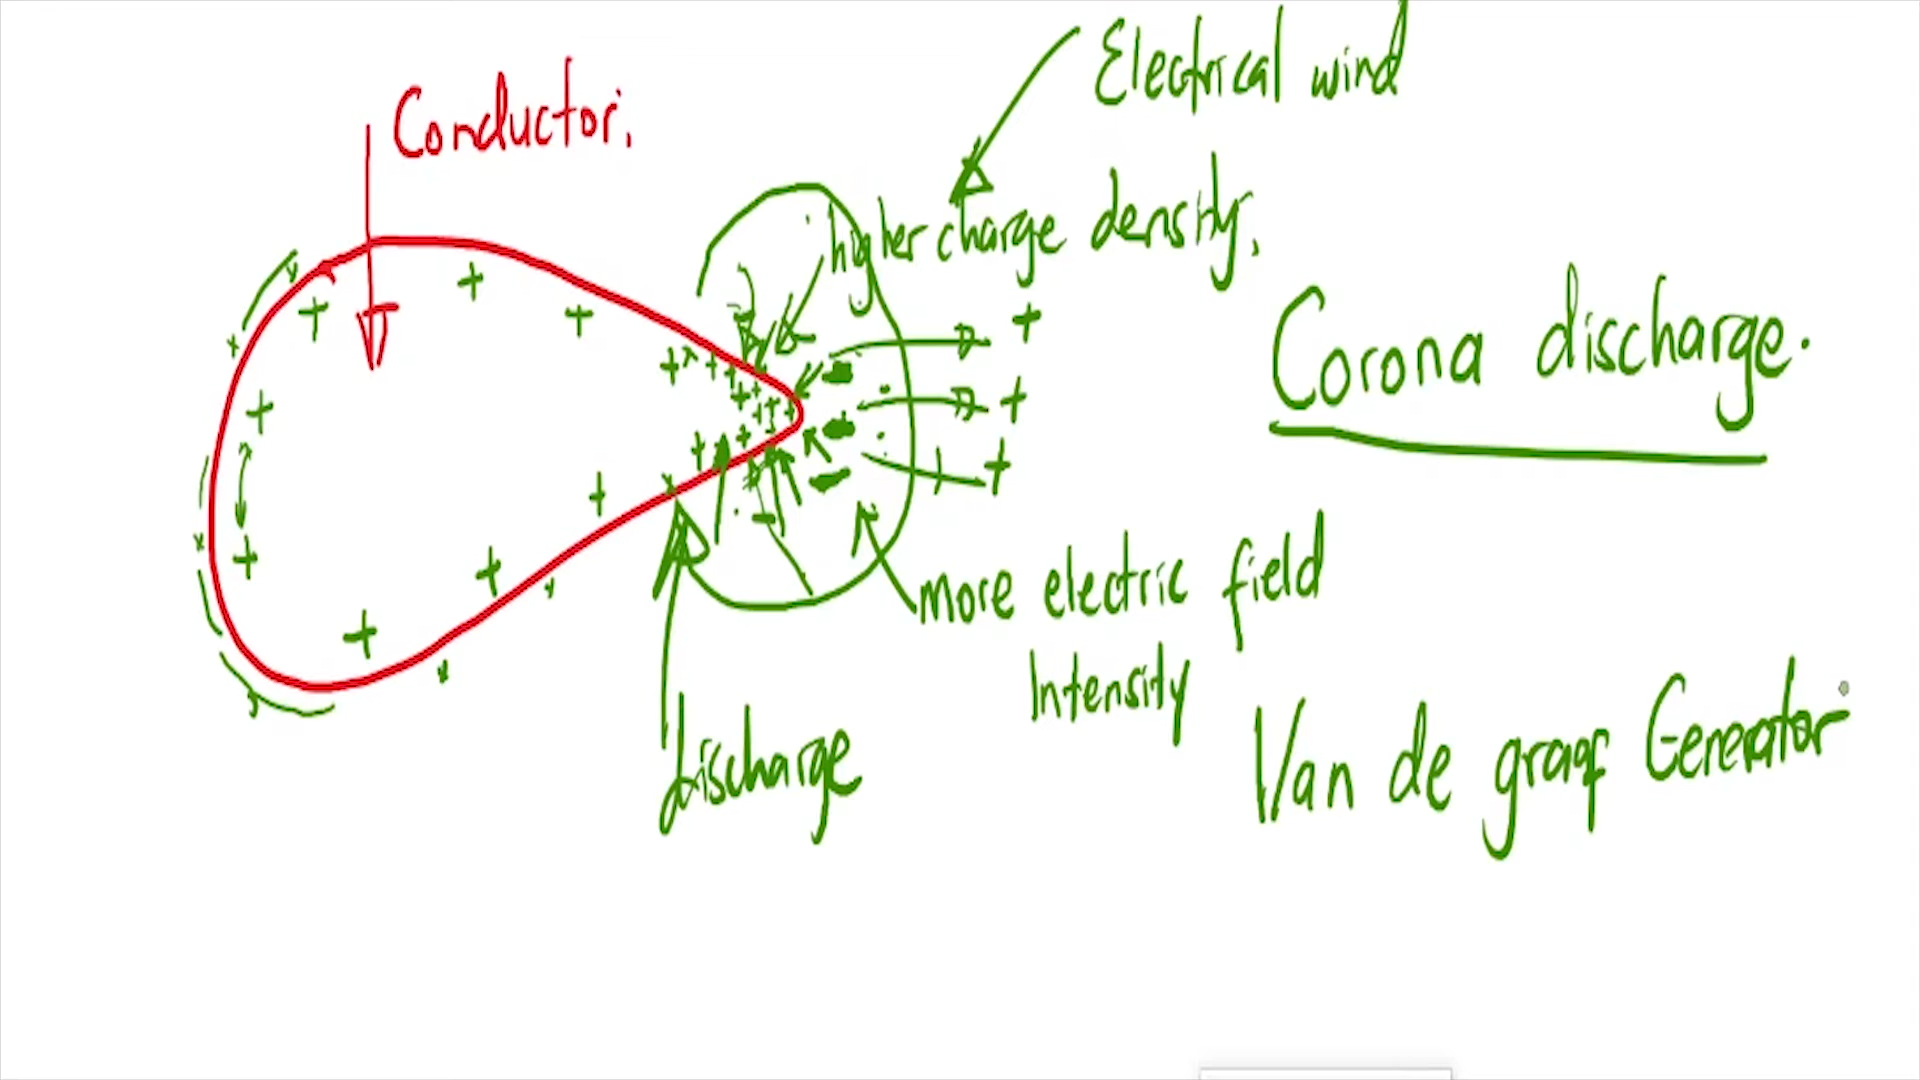 Electrical wind
Conductor.
higher charge density.
Corona discharge.
more electric field
Intensity
discharge
Van de graaf Generator